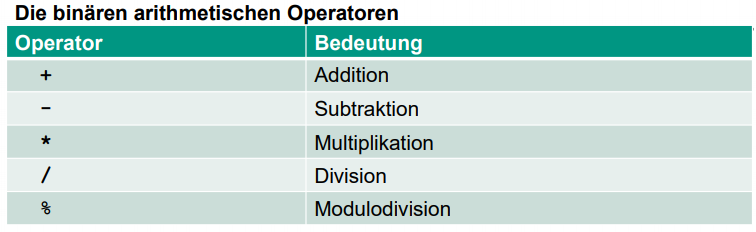 Die binären arithmetischen Operatoren
Operator Bedeutung
+ Addition
- Subtraktion
* Multiplikation
/ Division
% Modulodivision